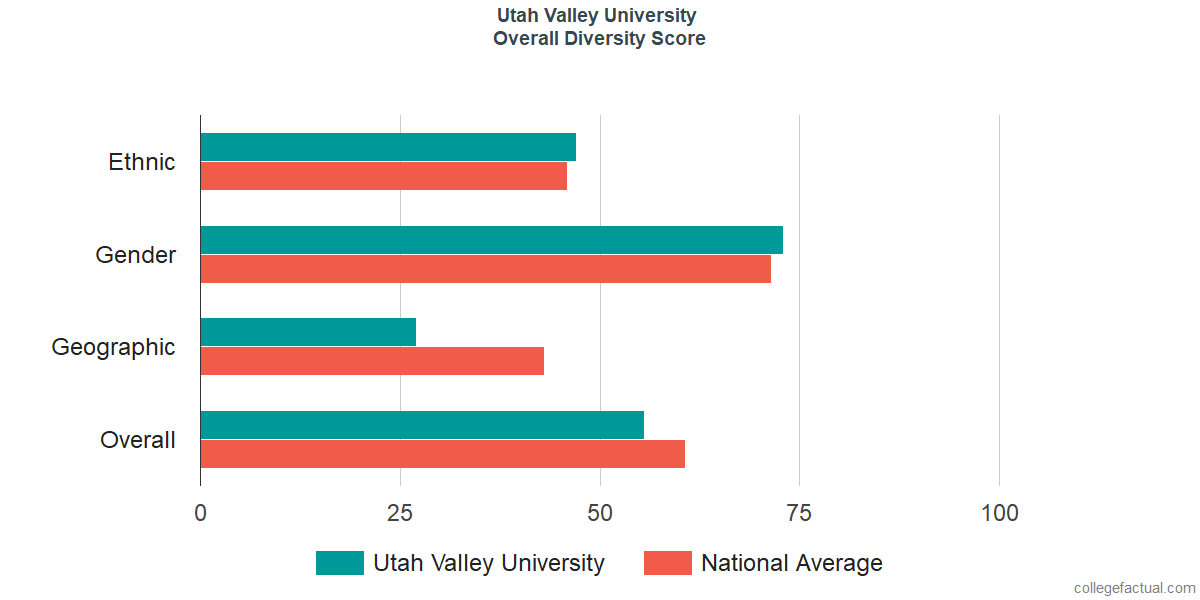 Utah Valley University
Overall Diversity Score
Ethnic
Gender
Geographic
Overall
0 25 50 75 100
Utah Valley University National Average
collegefactual.com